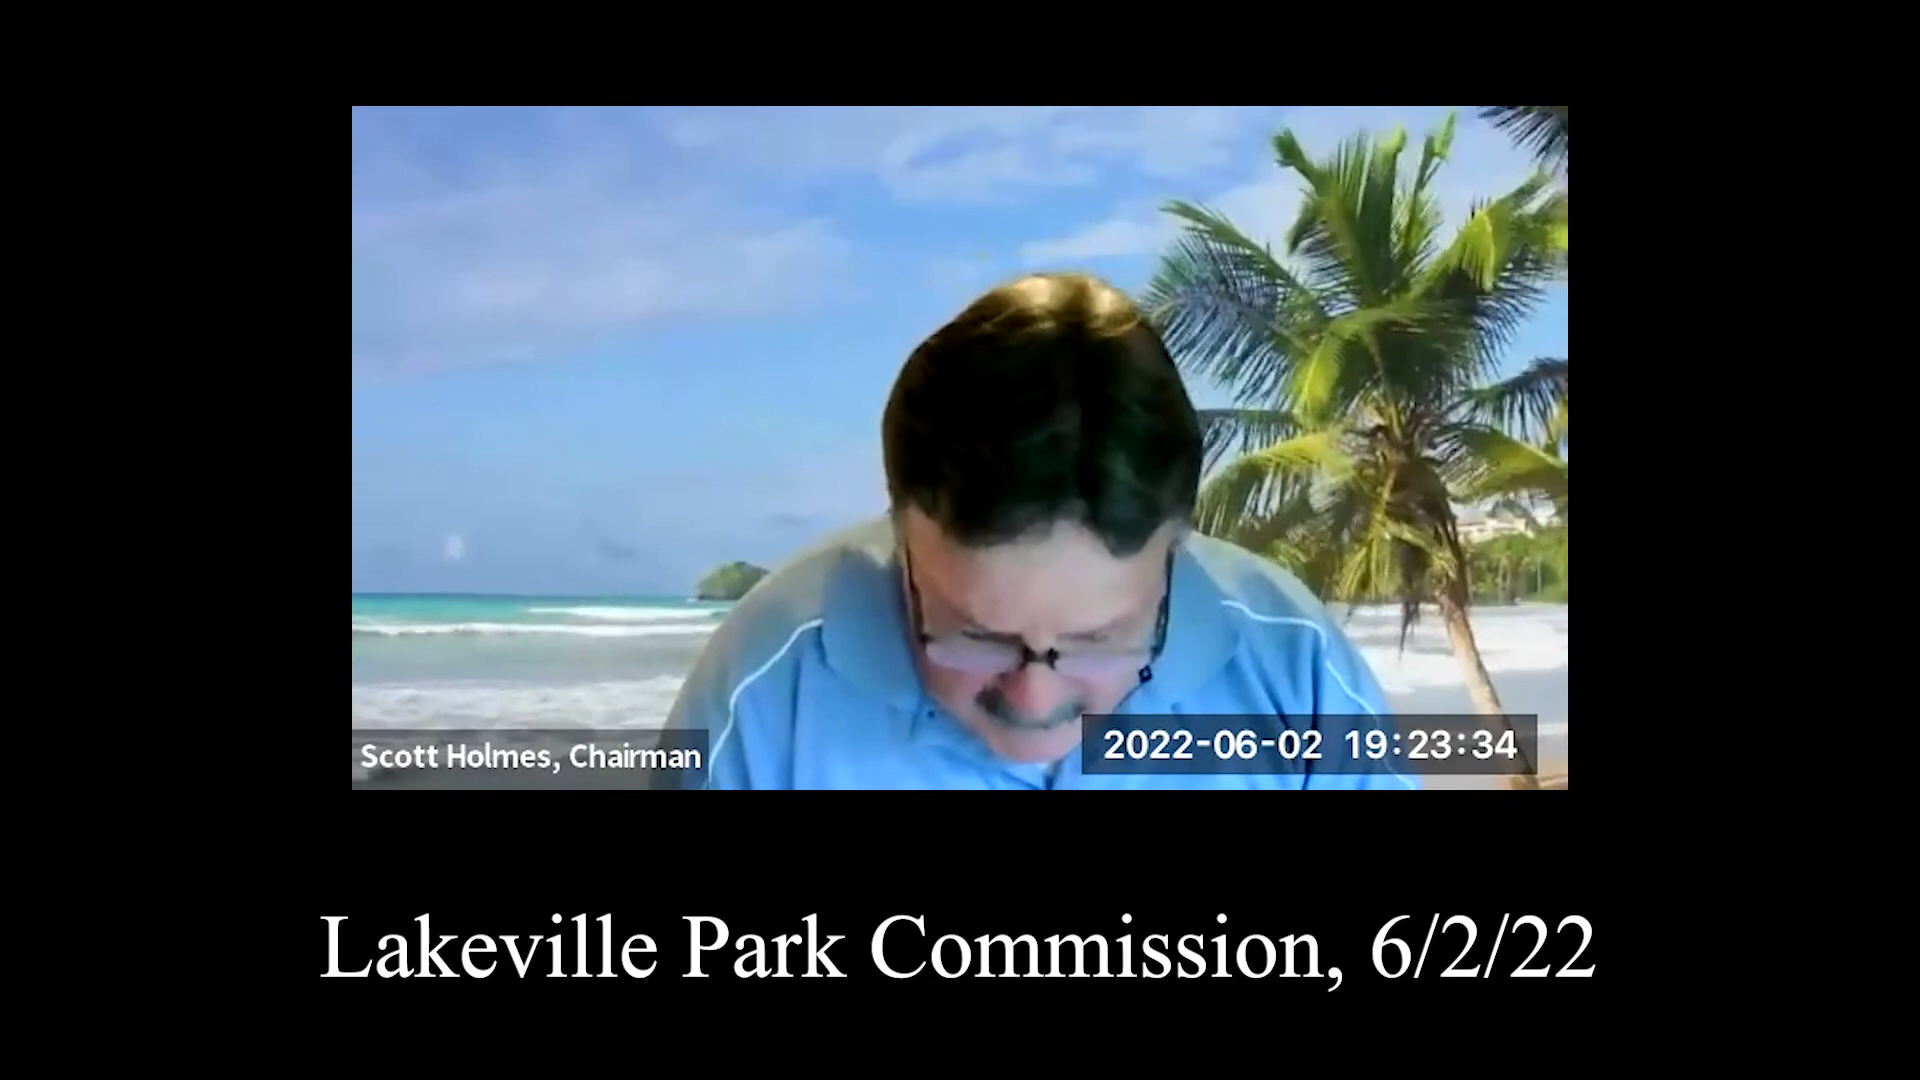 Scott Holmes, Chairman
2022-06-02 19:23:34
Lakeville Park Commission, 6/2/22